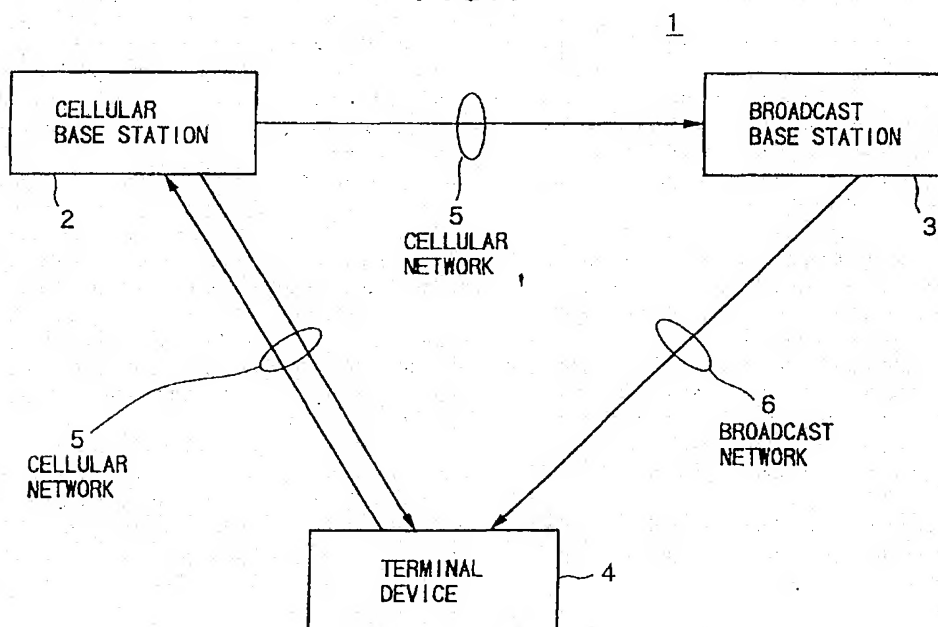 1
CELLULAR
BASE STATION
BROADCAST
BASE STATION
2
5
CELLULAR
NETWORK
3
5
CELLULAR
NETWORK
6
BROADCAST
NETWORK
TERMINAL
DEVICE
4